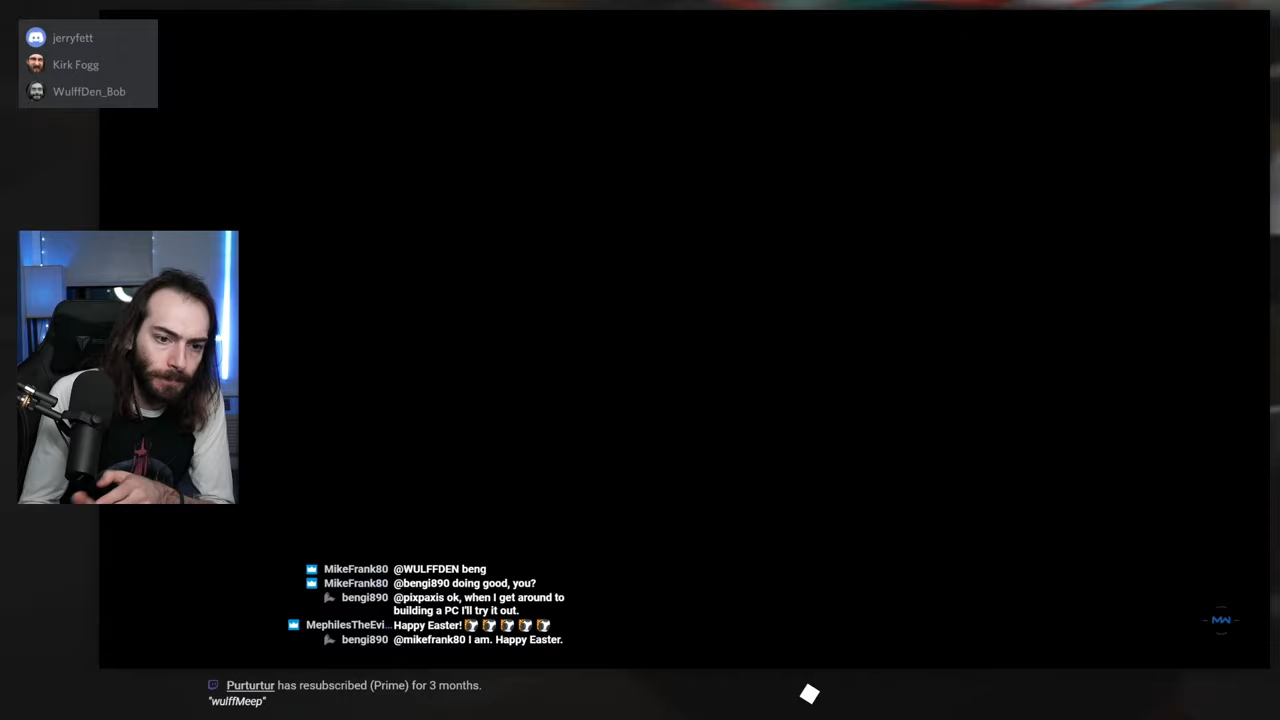 jerryfett
Kirk Fogg
WulffDen_Bob
MikeFrank80 @WULFFDEN beng
MikeFrank80 @bengi890 doing good, you?
bengi890 @pixpaxis ok, when I get around to
building a PC I'll try it out.
MephilesTheEvi... Happy Easter!
bengi890 @mikefrank80 I am. Happy Easter.
MW
Purturtur has resubscribed (Prime) for 3 months.
"wulffMeep"